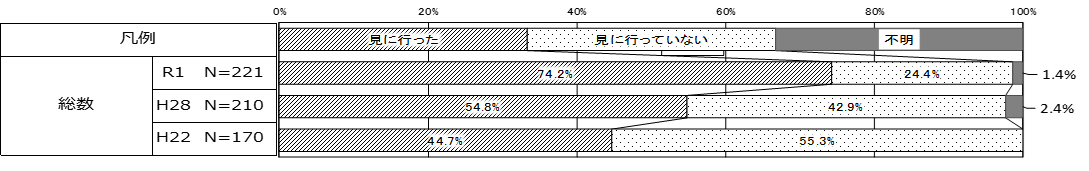 0% 20% 40% 60% 80% 100%
凡例 見に行った 見に行っていない 不明
総数
R1 N=221 74.2% 24.4% 1.4%
H28 N=210 54.8% 42.9% 2.4%
H22 N=170 44.7% 55.3%